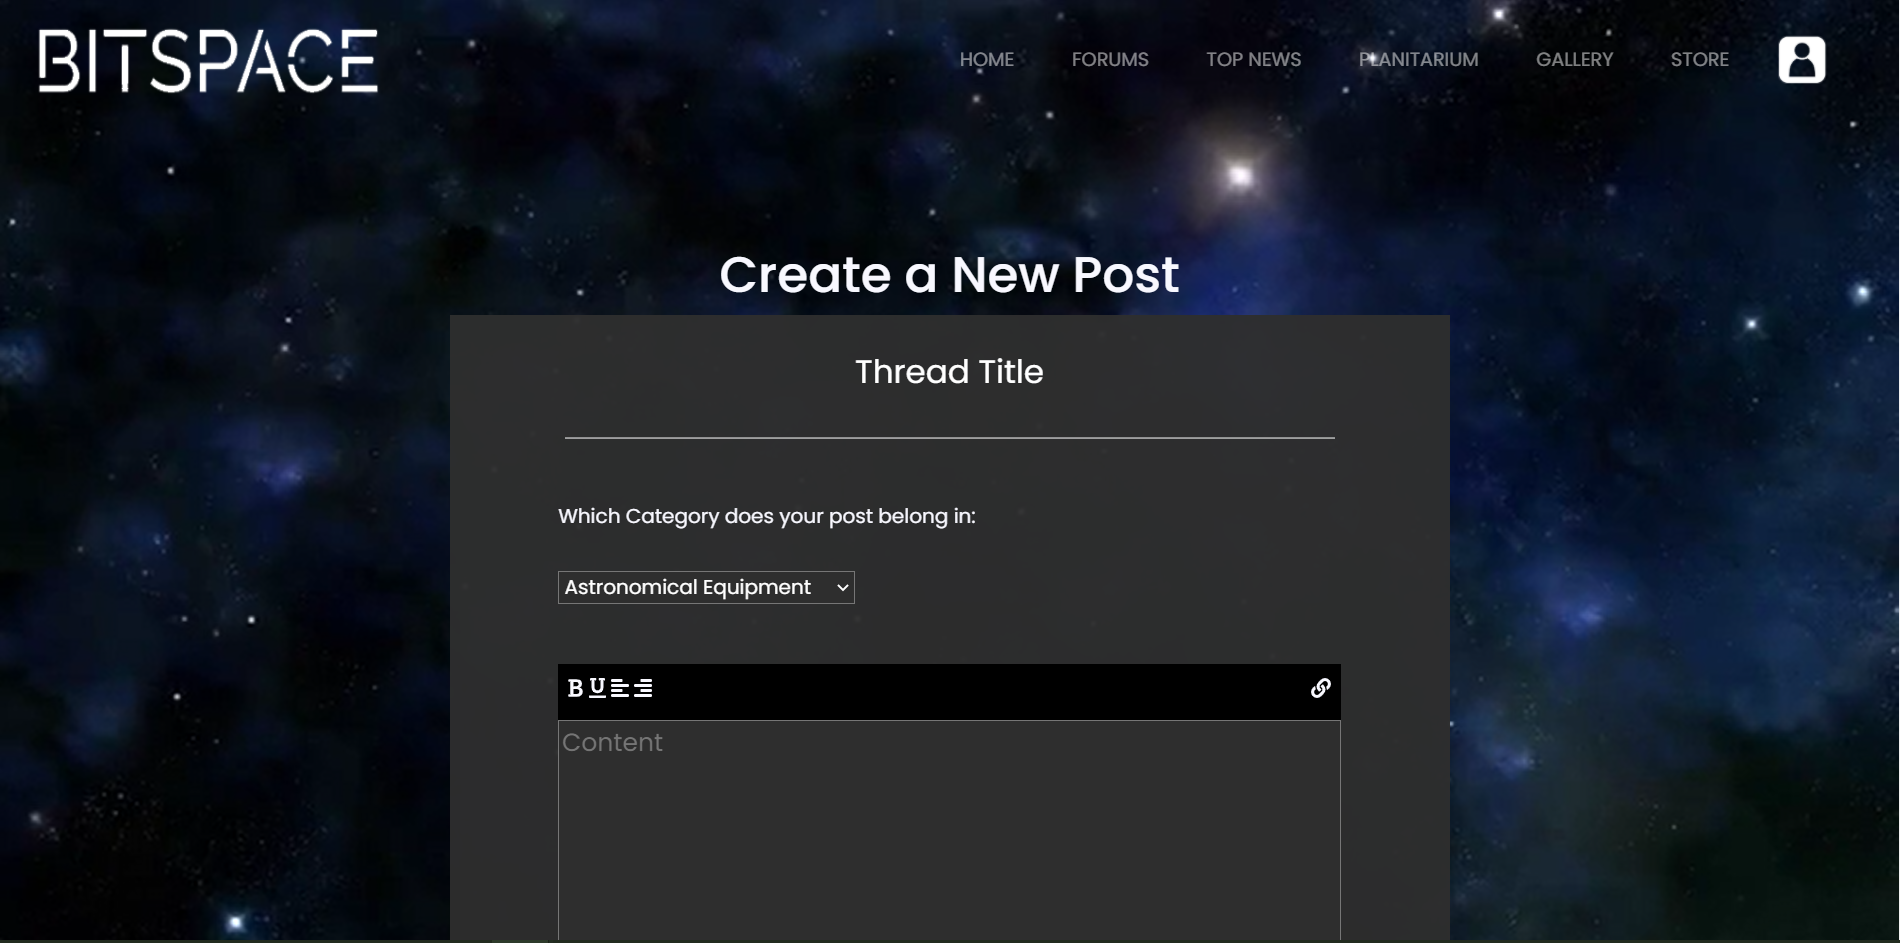 BITSPACE
HOME FORUMS TOP NEWS PLANITARIUM GALLERY STORE
Create a New Post
Thread Title
Which Category does your post belong in:
Astronomical Equipment
B U
Content